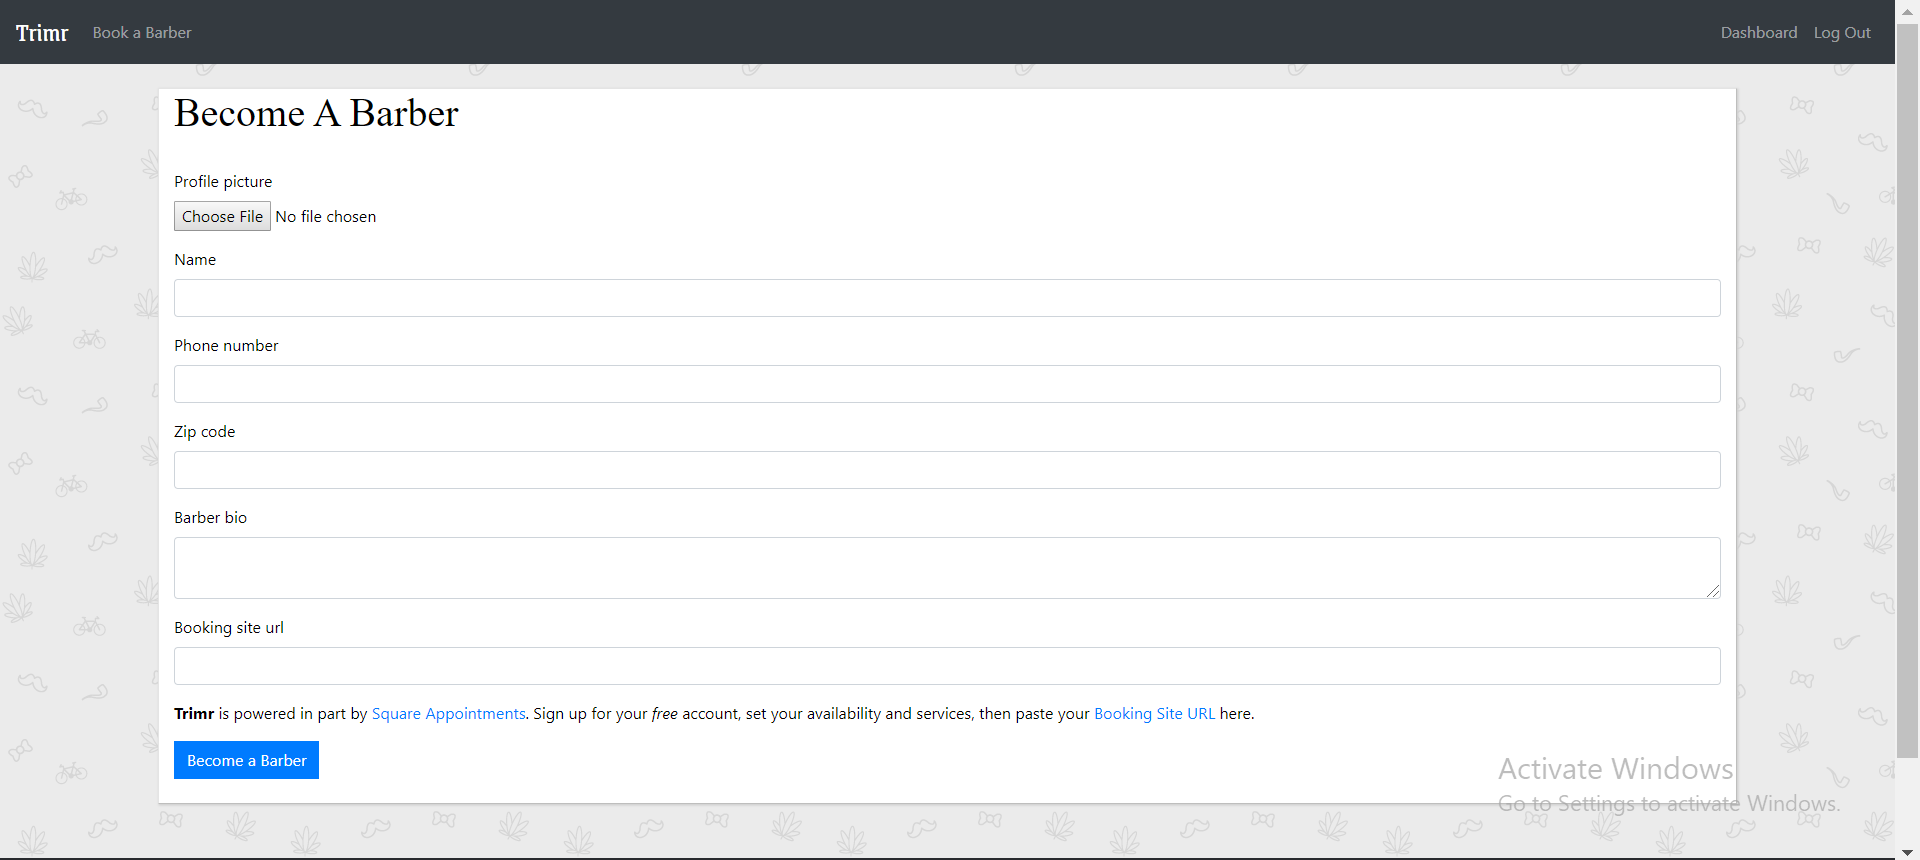 Trimr Book a Barber Dashboard Log Out
Become A Barber
Profile picture
Choose File No file chosen
Name
Phone number
Zip code
Barber bio
Booking site url
Trimr is powered in part by Square Appointments. Sign up for your free account, set your availability and services, then paste your Booking Site URL here.
Become a Barber
Activate Windows
Go to Settings to activate Windows.